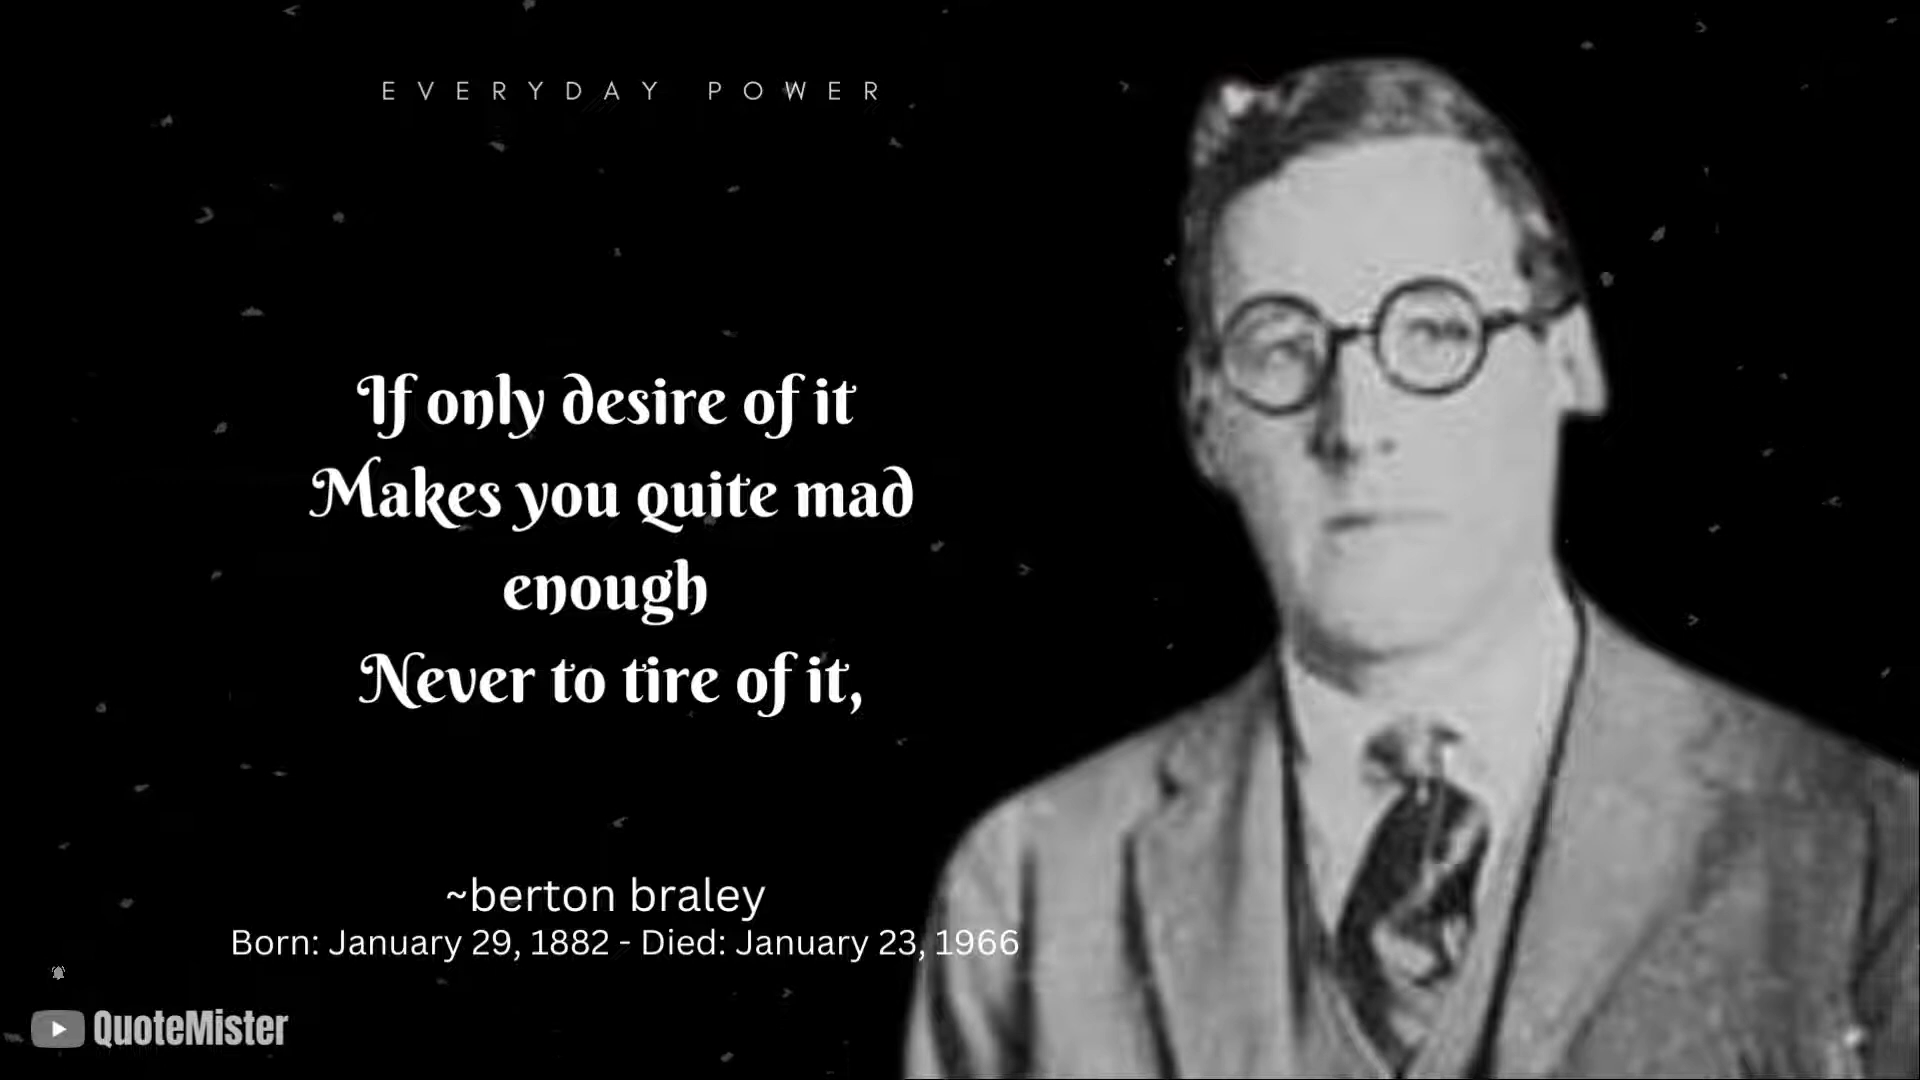 EVERYDAY POWER
If only desire of it
Makes you quite mad
enough
Never to tire of it,
~berton braley
Born: January 29, 1882 - Died: January 23, 1966
QuoteMister